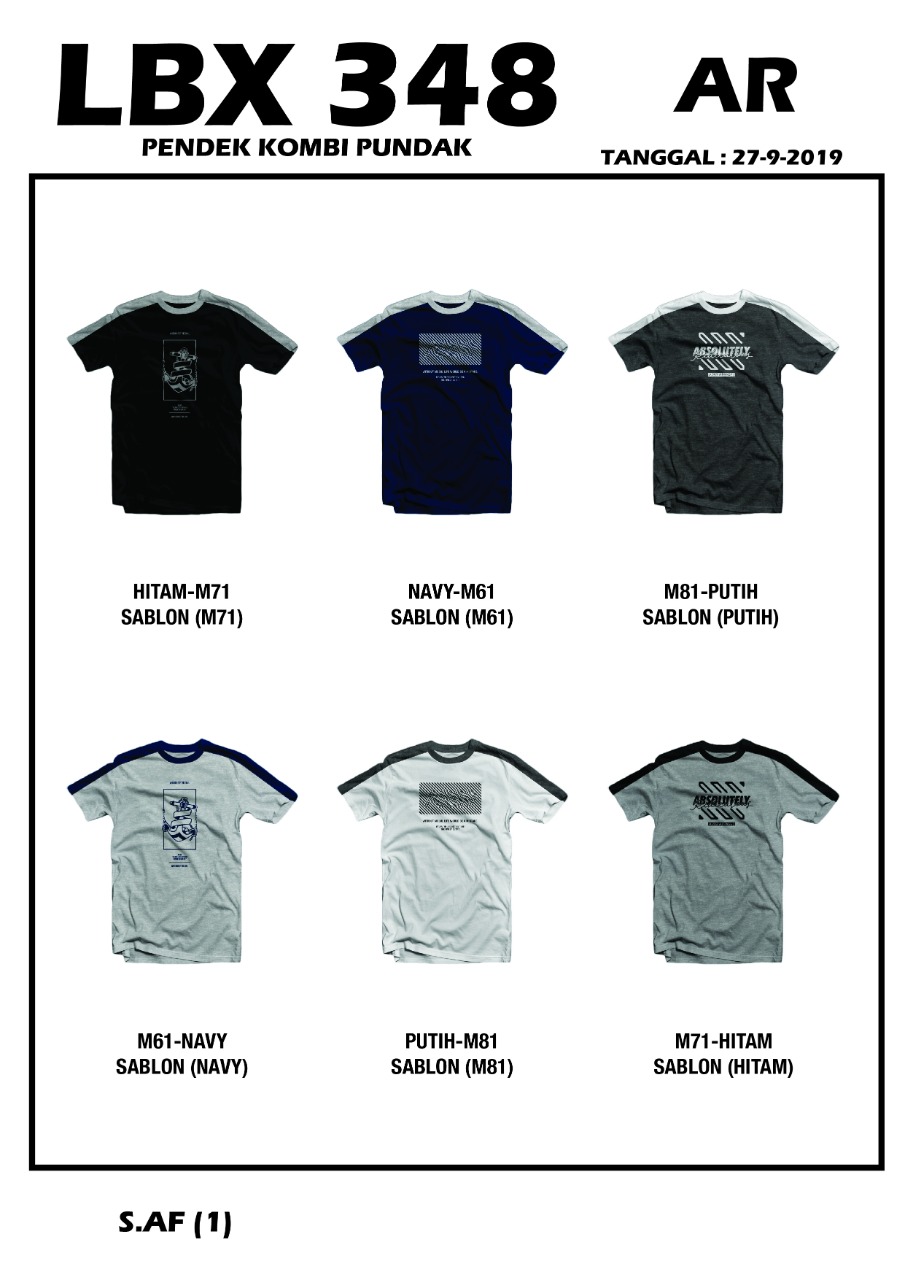 LBX 348
AR
PENDEK KOMBI PUNDAK
TANGGAL : 27-9-2019
ABSOLUTELY
HITAM-M71
SABLON (M71)
NAVY-M61
SABLON (M61)
M81-PUTIH
SABLON (PUTIH)
ABSOLUTELY
M61-NAVY
SABLON (NAVY)
PUTIH-M81
SABLON (M81)
M71-HITAM
SABLON (HITAM)
S.AF (1)